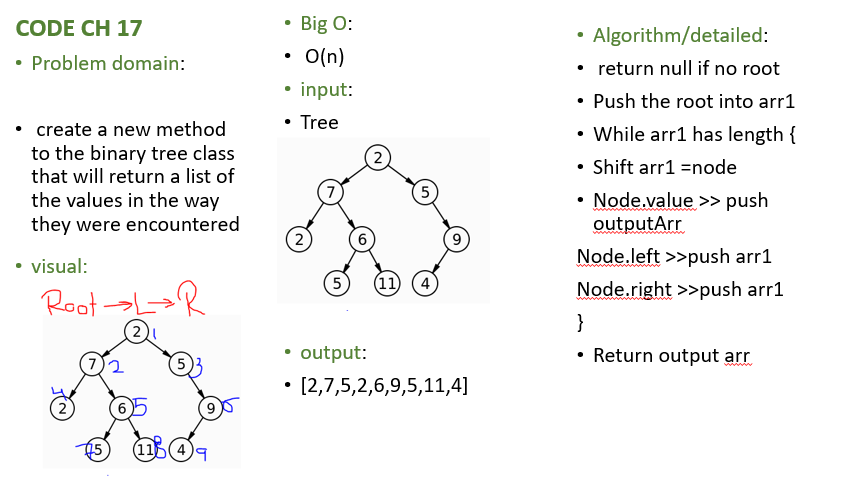 CODE CH 17
• Problem domain:
• create a new method
to the binary tree class
that will return a list of
the values in the way
they were encountered
• visual:
Root → L → R
2 1
7 2 5 3
4
2 6 5 9 6
7 5 11 8 4 9
• Big O:
• O(n)
• input:
• Tree
2
7 5
2 6 9
5 11 4
• output:
• [2,7,5,2,6,9,5,11,4]
• Algorithm/detailed:
• return null if no root
• Push the root into arr1
• While arr1 has length {
• Shift arr1 =node
• Node.value >> push
outputArr
Node.left >>push arr1
Node.right >>push arr1
}
• Return output arr